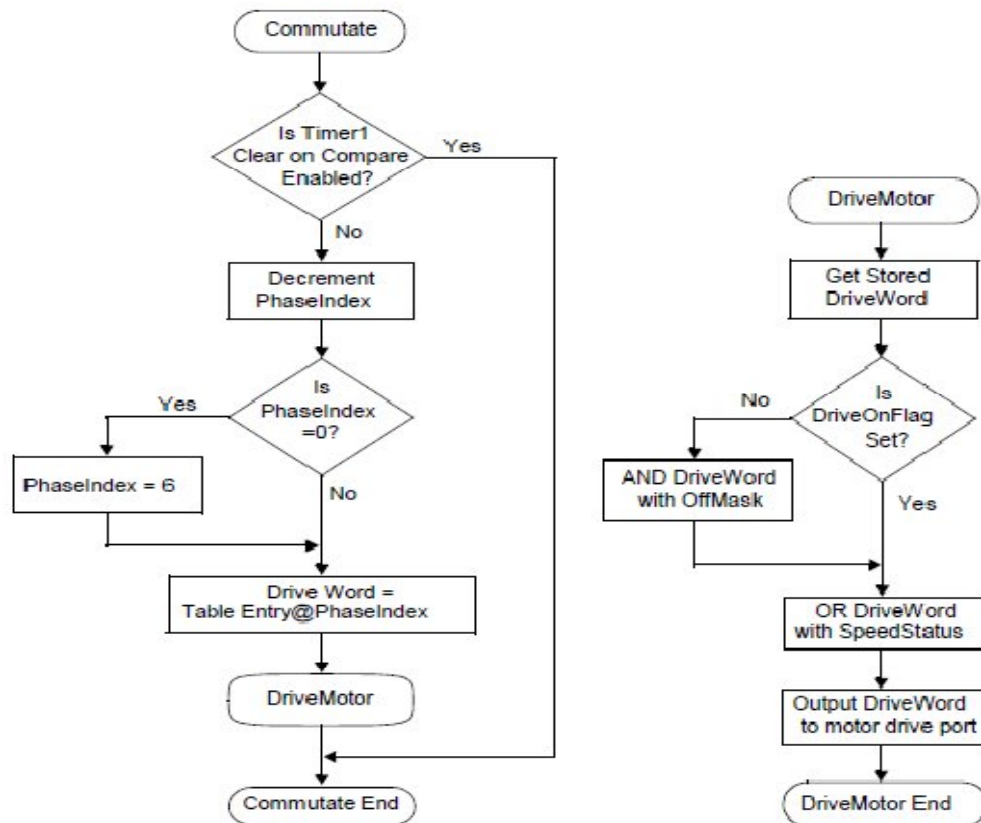 Commutate
Is Timer1
Clear on Compare
Enabled?
Yes
No
Decrement
PhaseIndex
Is
PhaseIndex
=0?
Yes
PhaseIndex = 6
No
Drive Word =
Table Entry@PhaseIndex
DriveMotor
Commutate End
DriveMotor
Get Stored
DriveWord
Is
DriveOnFlag
Set?
No
AND DriveWord
with OffMask
Yes
OR DriveWord
with SpeedStatus
Output DriveWord
to motor drive port
DriveMotor End